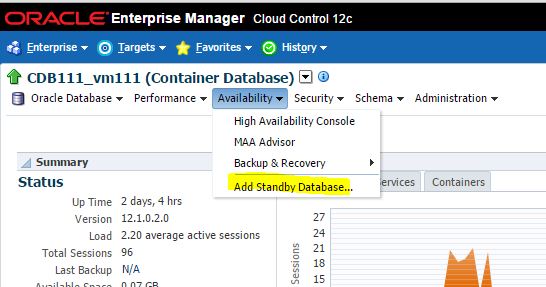 ORACLE Enterprise Manager Cloud Control 12c
Enterprise Targets Favorites History
CDB111_vm111 (Container Database)
Oracle Database Performance Availability Security Schema Administration
High Availability Console
MAA Advisor
Backup & Recovery
Add Standby Database...
Summary
Services Containers
Status
Up Time 2 days, 4 hrs
Version 12.1.0.2.0
Load 2.20 average active sessions
Total Sessions 96
Last Backup N/A
Available Space 0.07 GB
Sessions
27
24
21
18
15